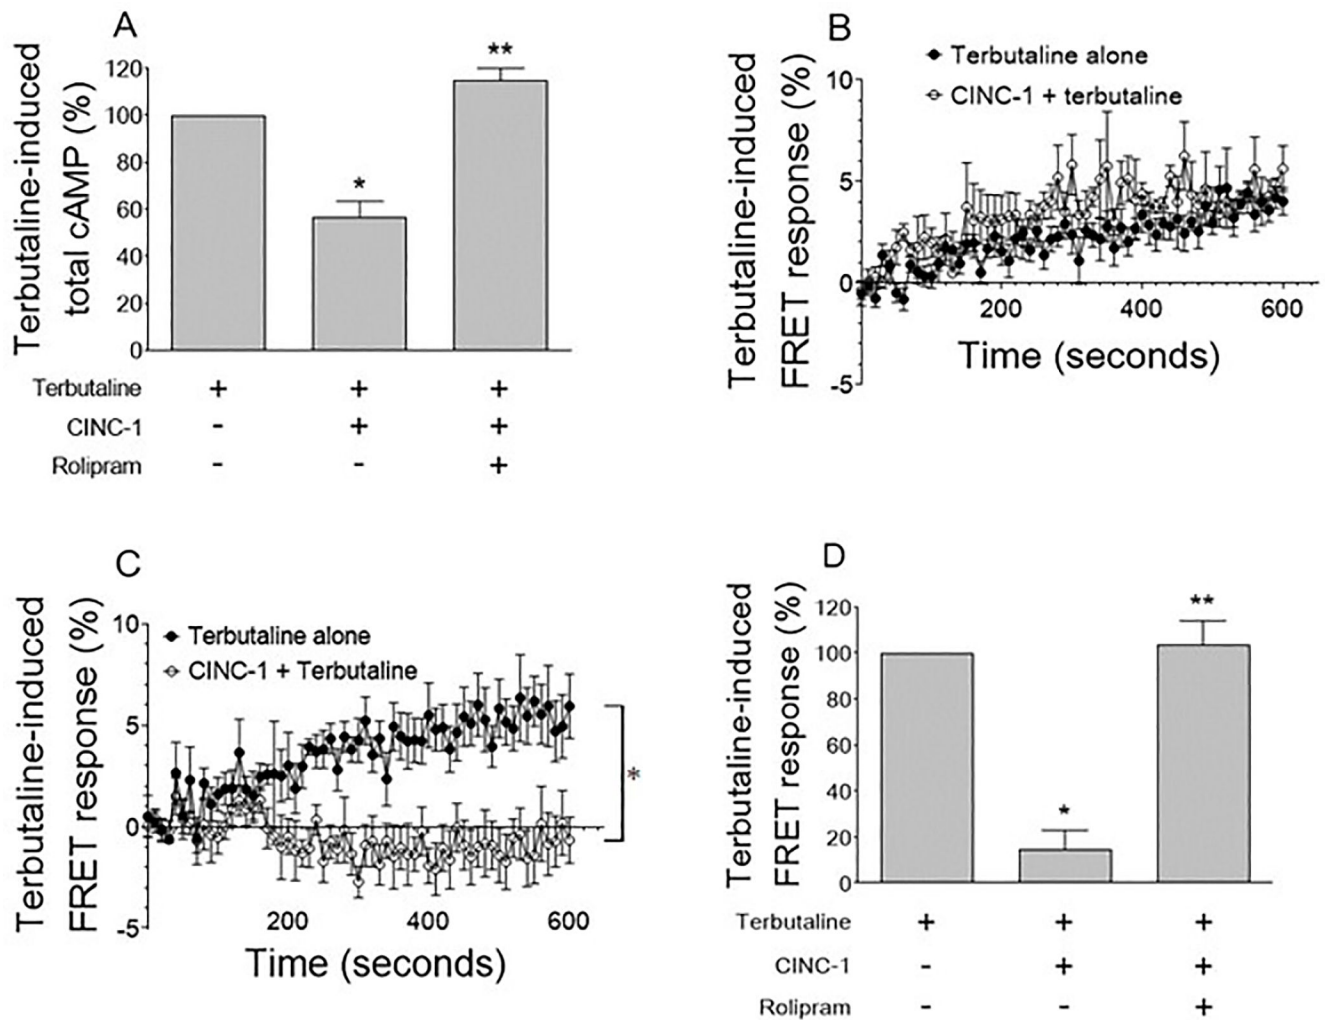 A
Terbutaline-induced
total cAMP (%)
120
100
80
60
40
20
0
*
**
Terbutaline + + +
CINC-1 - + +
Rolipram - - +
B
Terbutaline-induced
FRET response (%)
Terbutaline alone
CINC-1 + terbutaline
10
5
0
-5
200 400 600
Time (seconds)
C
Terbutaline-induced
FRET response (%)
Terbutaline alone
CINC-1 + Terbutaline
10
5
0
-5
*
200 400 600
Time (seconds)
D
Terbutaline-induced
FRET response (%)
120
100
80
60
40
20
0
*
**
Terbutaline + + +
CINC-1 - + +
Rolipram - - +